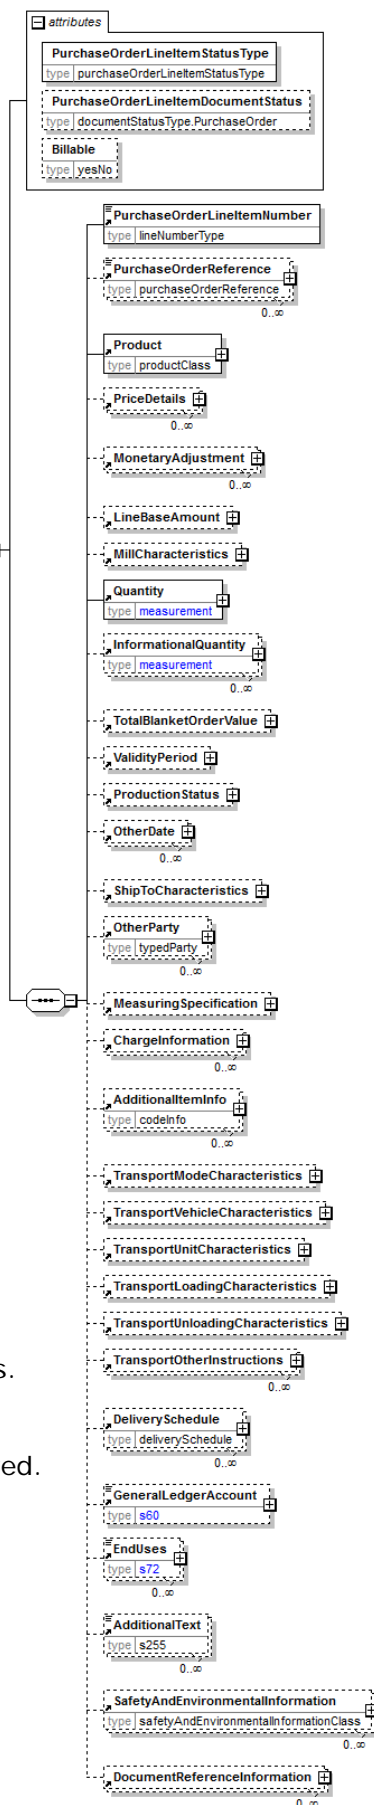 attributes
PurchaseOrderLineItemStatusType
type purchaseOrderLineItemStatusType
PurchaseOrderLineItemDocumentStatus
type documentStatusType.PurchaseOrder
Billable
type yesNo
PurchaseOrderLineItemNumber
type lineNumberType
PurchaseOrderReference
type purchaseOrderReference
0..∞
Product
type productClass
PriceDetails
0..∞
MonetaryAdjustment
0..∞
LineBaseAmount
MillCharacteristics
Quantity
type measurement
InformationalQuantity
type measurement
0..∞
TotalBlanketOrderValue
ValidityPeriod
ProductionStatus
OtherDate
0..∞
ShipToCharacteristics
OtherParty
type typedParty
0..∞
MeasuringSpecification
ChargeInformation
0..∞
AdditionalItemInfo
type codeInfo
0..∞
TransportModeCharacteristics
TransportVehicleCharacteristics
TransportUnitCharacteristics
TransportLoadingCharacteristics
TransportUnloadingCharacteristics
TransportOtherInstructions
s.
0..∞
DeliverySchedule
type deliverySchedule
0..∞
ed.
GeneralLedgerAccount
type s60
EndUses
type s72
0..∞
AdditionalText
type s255
0..∞
SafetyAndEnvironmentalInformation
type safetyAndEnvironmentalInformationClass
0..∞
DocumentReferenceInformation
0..∞